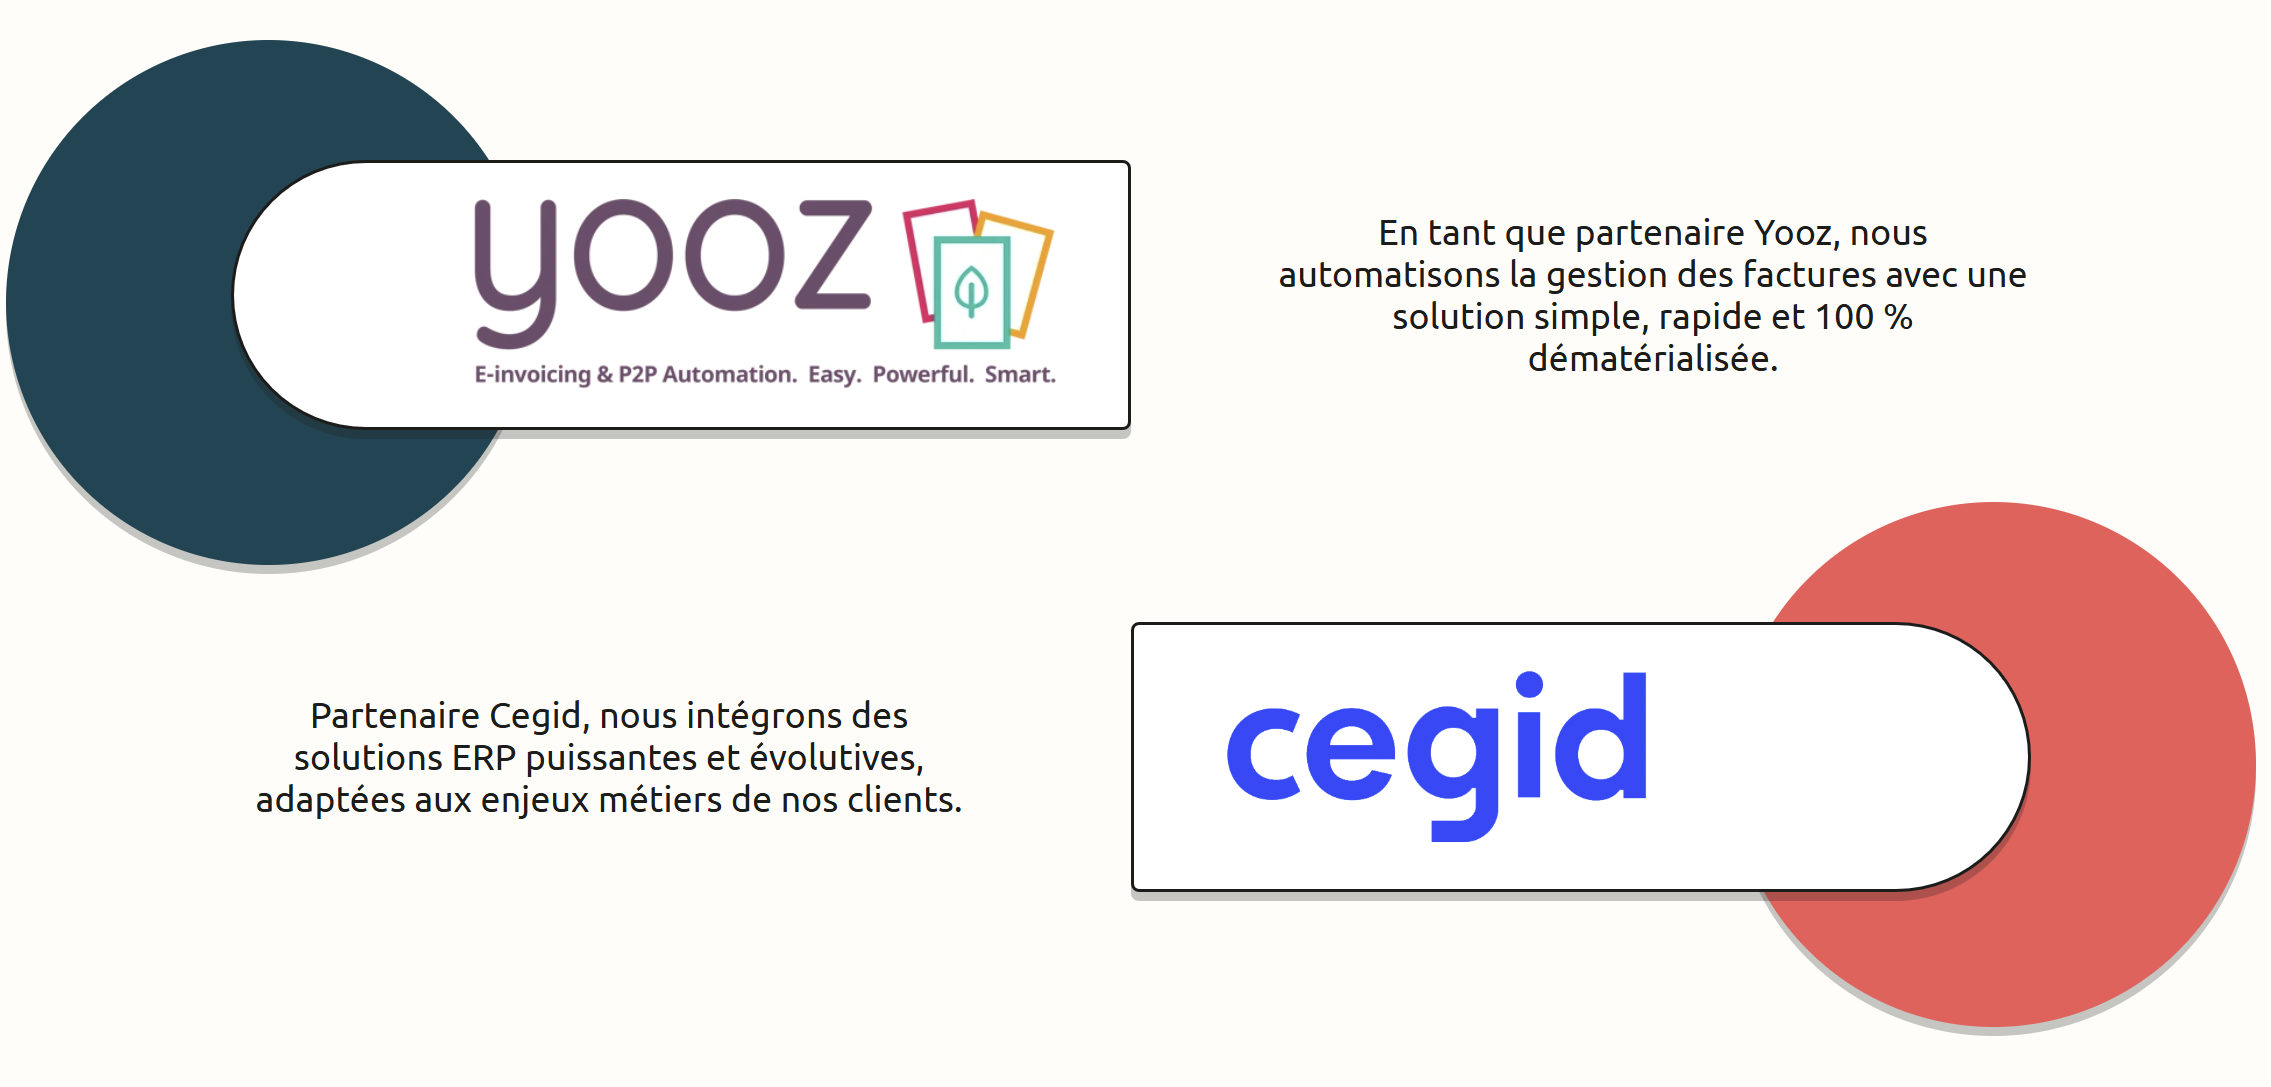 yooz
E-invoicing & P2P Automation. Easy. Powerful. Smart.
En tant que partenaire Yooz, nous
automatisons la gestion des factures avec une
solution simple, rapide et 100 %
dématérialisée.
Partenaire Cegid, nous intégrons des
solutions ERP puissantes et évolutives,
adaptées aux enjeux métiers de nos clients.
cegid